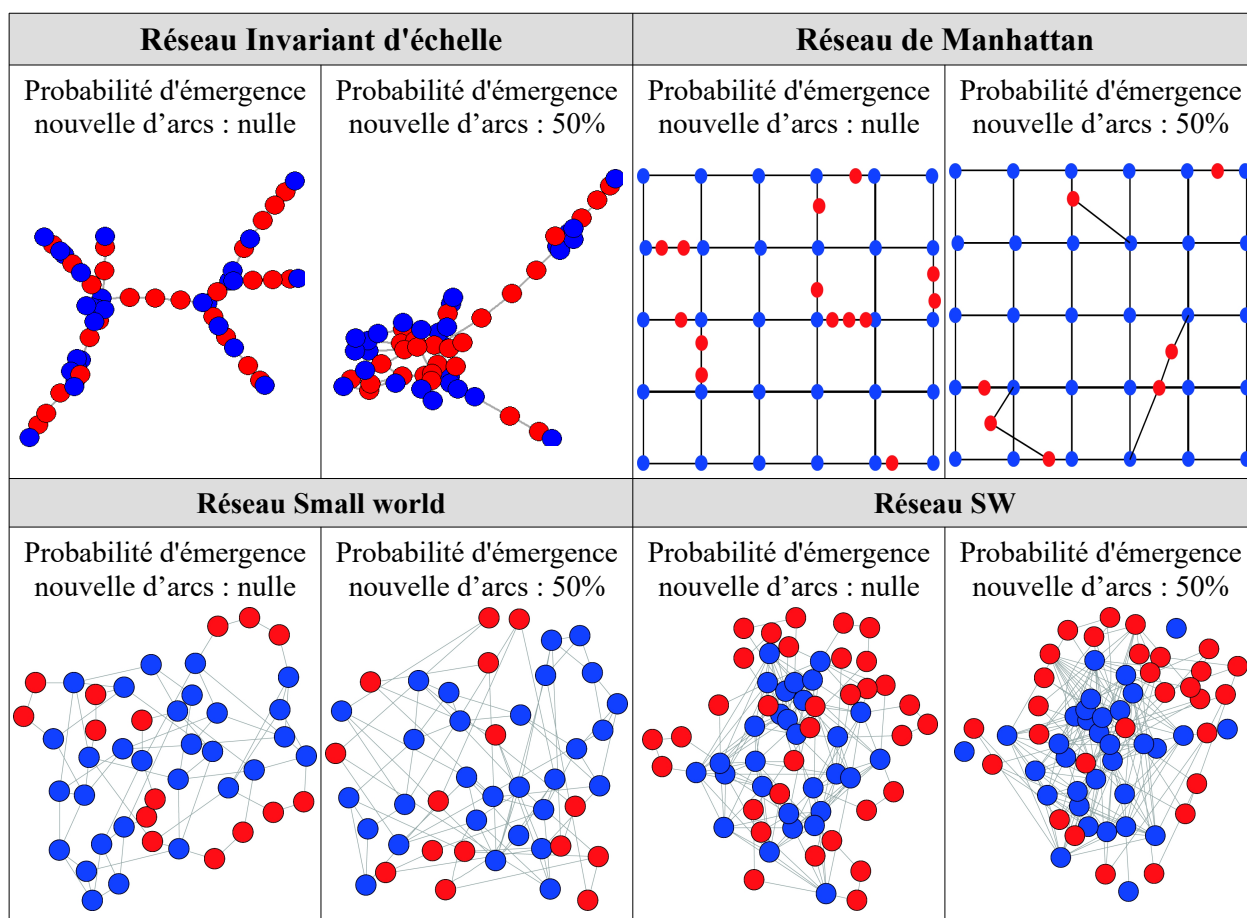 Réseau Invariant d'échelle
Réseau de Manhattan
Probabilité d'émergence
nouvelle d’arcs : nulle
Probabilité d'émergence
nouvelle d’arcs : 50%
Probabilité d'émergence
nouvelle d’arcs : nulle
Probabilité d'émergence
nouvelle d’arcs : 50%
Réseau Small world
Réseau SW
Probabilité d'émergence
nouvelle d’arcs : nulle
Probabilité d'émergence
nouvelle d’arcs : 50%
Probabilité d'émergence
nouvelle d’arcs : nulle
Probabilité d'émergence
nouvelle d’arcs : 50%